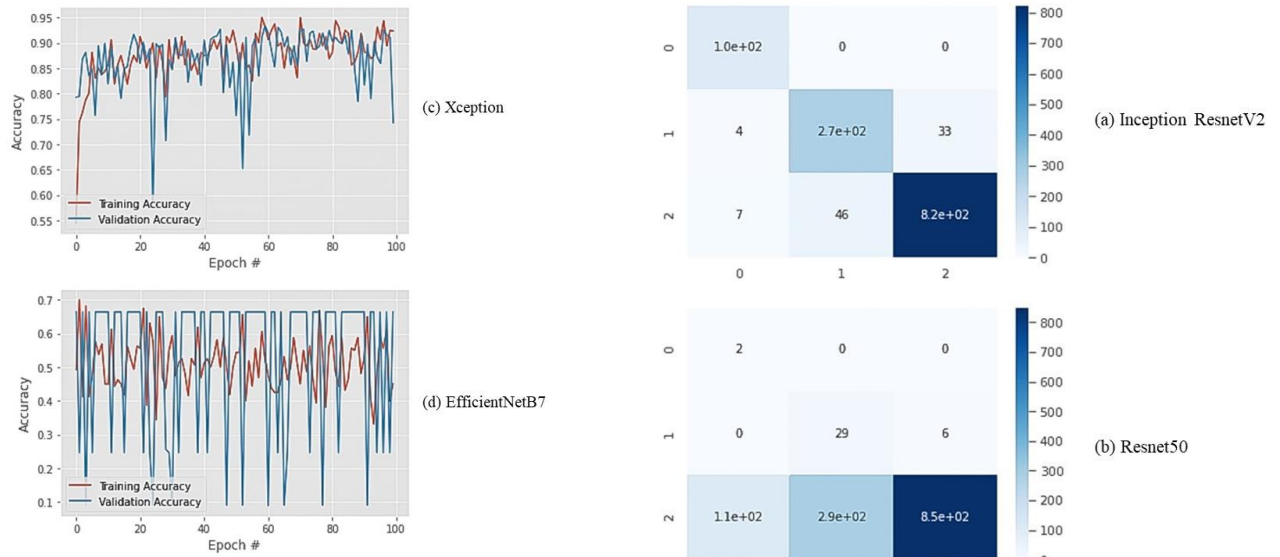 0.95
0.90
0.85
0.80
0.75
0.70
0.65
0.60
0.55
Accuracy
Training Accuracy
Validation Accuracy
0 20 40 60 80 100
Epoch #
(c) Xception
0.7
0.6
0.5
0.4
0.3
0.2
0.1
Accuracy
Training Accuracy
Validation Accuracy
0 20 40 60 80 100
Epoch #
(d) EfficientNetB7
0 1.0e+02 0 0
1 4 2.7e+02 33
2 7 46 8.2e+02
0 1 2
800
700
600
500
400
300
200
100
0
(a) Inception ResnetV2
0 2 0 0
1 0 29 6
2 1.1e+02 2.9e+02 8.5e+02
800
700
600
500
400
300
200
100
(b) Resnet50